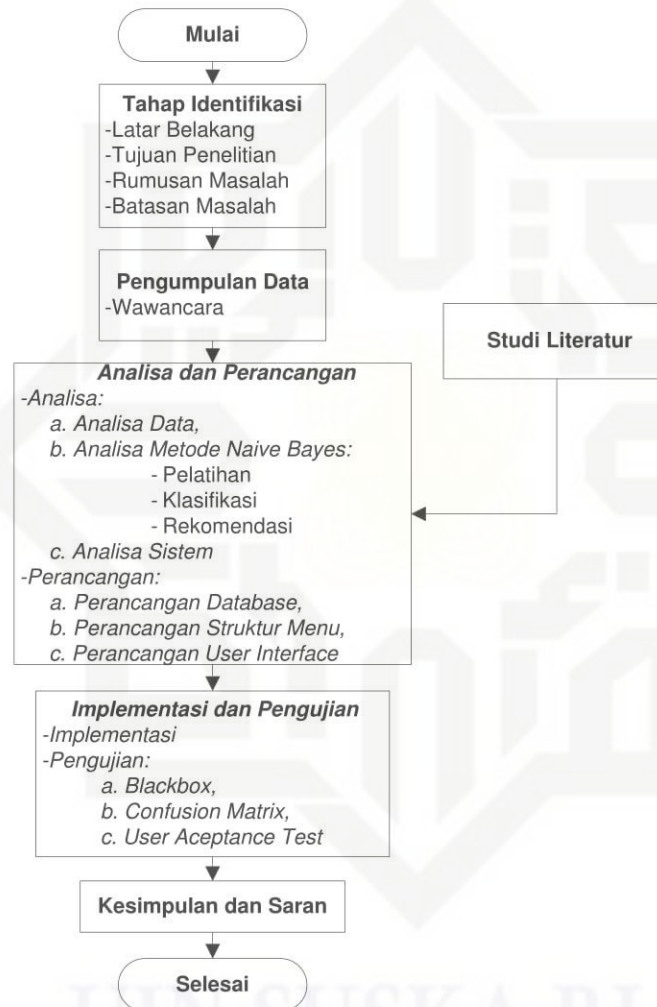 Mulai
Tahap Identifikasi
-Latar Belakang
-Tujuan Penelitian
-Rumusan Masalah
-Batasan Masalah
Pengumpulan Data
-Wawancara
Studi Literatur
Analisa dan Perancangan
-Analisa:
a. Analisa Data,
b. Analisa Metode Naive Bayes:
- Pelatihan
- Klasifikasi
- Rekomendasi
c. Analisa Sistem
-Perancangan:
a. Perancangan Database,
b. Perancangan Struktur Menu,
c. Perancangan User Interface
Implementasi dan Pengujian
-Implementasi
-Pengujian:
a. Blackbox,
b. Confusion Matrix,
c. User Aceptance Test
Kesimpulan dan Saran
Selesai